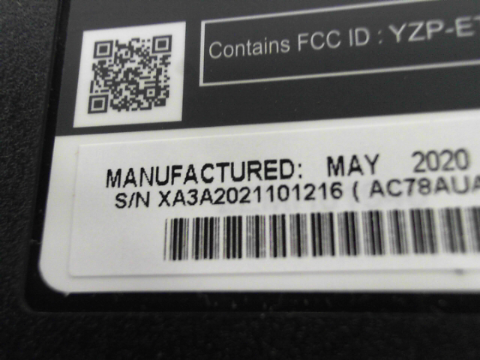 Contains FCC ID : YZP-E
MANUFACTURED: MAY 2020
S/N XA3A2021101216 ( AC78AUA